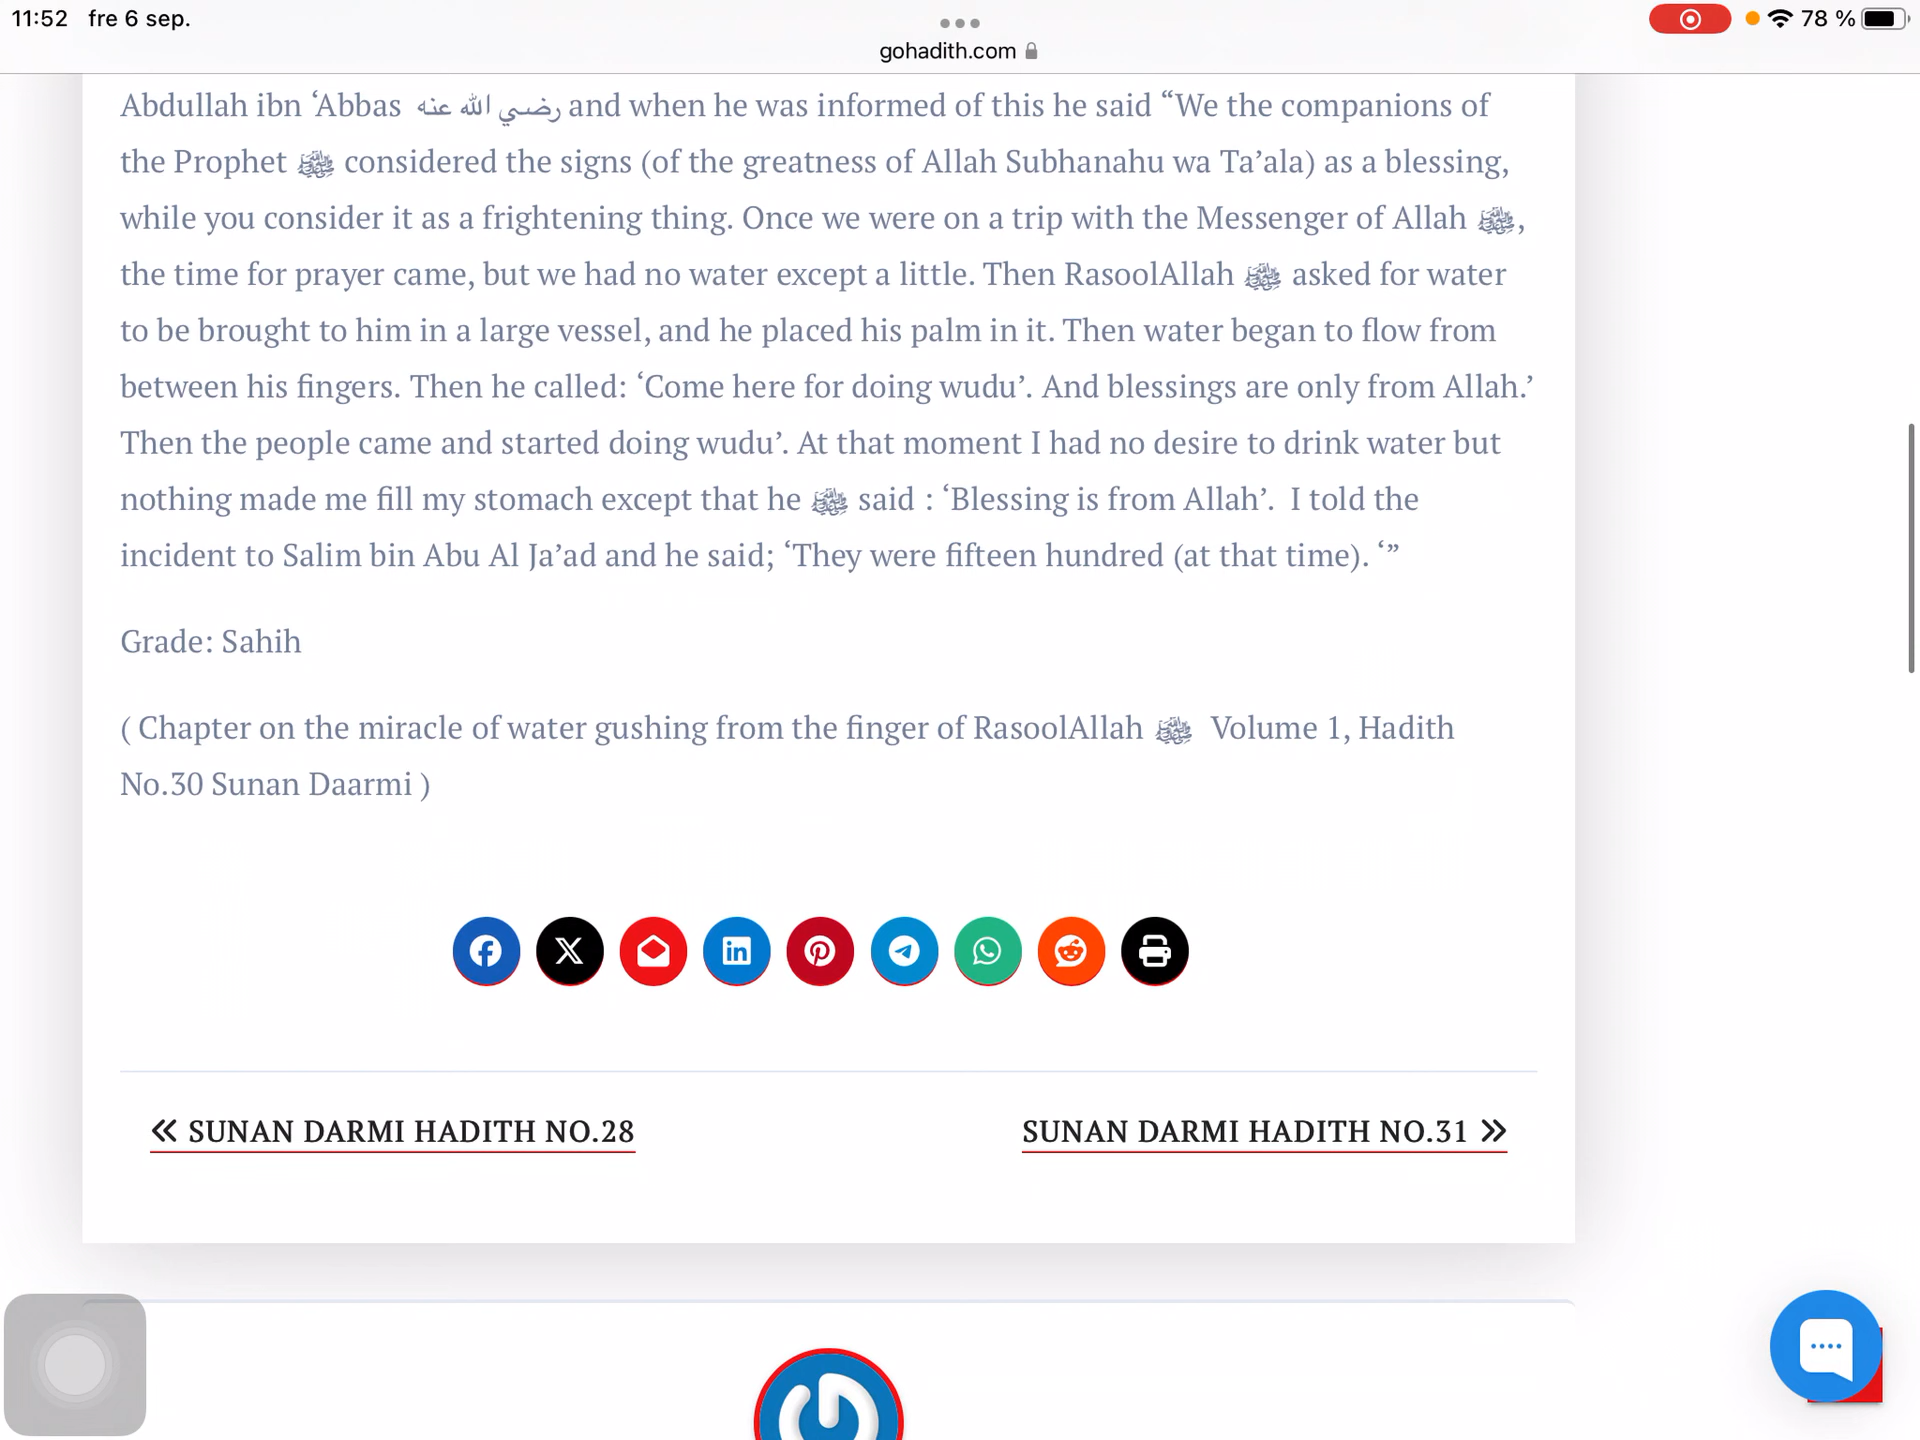 11:52 fre 6 sep.
78 %
gohadith.com
Abdullah ibn ‘Abbas رضي الله عنه and when he was informed of this he said “We the companions of
the Prophet ﷺ considered the signs (of the greatness of Allah Subhanahu wa Ta’ala) as a blessing,
while you consider it as a frightening thing. Once we were on a trip with the Messenger of Allah ﷺ,
the time for prayer came, but we had no water except a little. Then RasoolAllah ﷺ asked for water
to be brought to him in a large vessel, and he placed his palm in it. Then water began to flow from
between his fingers. Then he called: ‘Come here for doing wudu’. And blessings are only from Allah.’
Then the people came and started doing wudu’. At that moment I had no desire to drink water but
nothing made me fill my stomach except that he ﷺ said : ‘Blessing is from Allah’. I told the
incident to Salim bin Abu Al Ja’ad and he said; ‘They were fifteen hundred (at that time). ‘”
Grade: Sahih
( Chapter on the miracle of water gushing from the finger of RasoolAllah ﷺ Volume 1, Hadith
No.30 Sunan Daarmi )
« SUNAN DARMI HADITH NO.28
SUNAN DARMI HADITH NO.31 »